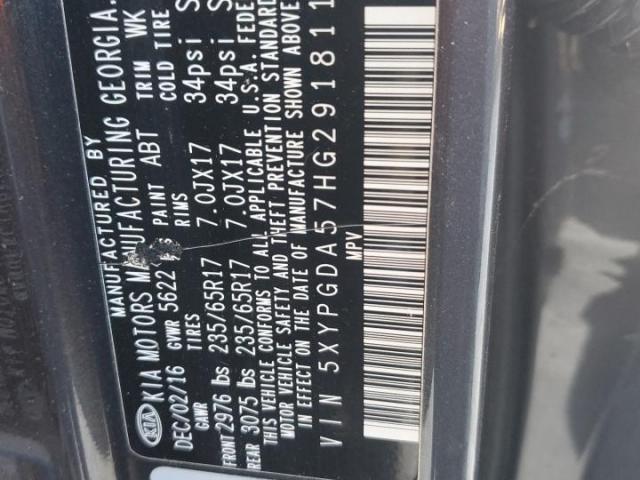 MANUFACTURED BY
KIA KIA MOTORS MANUFACTURING GEORGIA.
DEC/02/16 GVWR 5622 PAINT ABT TRIM WK
GAWR TIRES RIMS COLD TIRE
FRONT 2976 lbs 235/65R17 7.0JX17 34psi S
REAR 3075 lbs 235/65R17 7.0JX17 34psi S
THIS VEHICLE CONFORMS TO ALL APPLICABLE U.S.A. FEDE
MOTOR VEHICLE SAFETY AND THEFT PREVENTION STANDARD
IN EFFECT ON THE DATE OF MANUFACTURE SHOWN ABOVE
VIN 5XYPGDA57HG291811
MPV